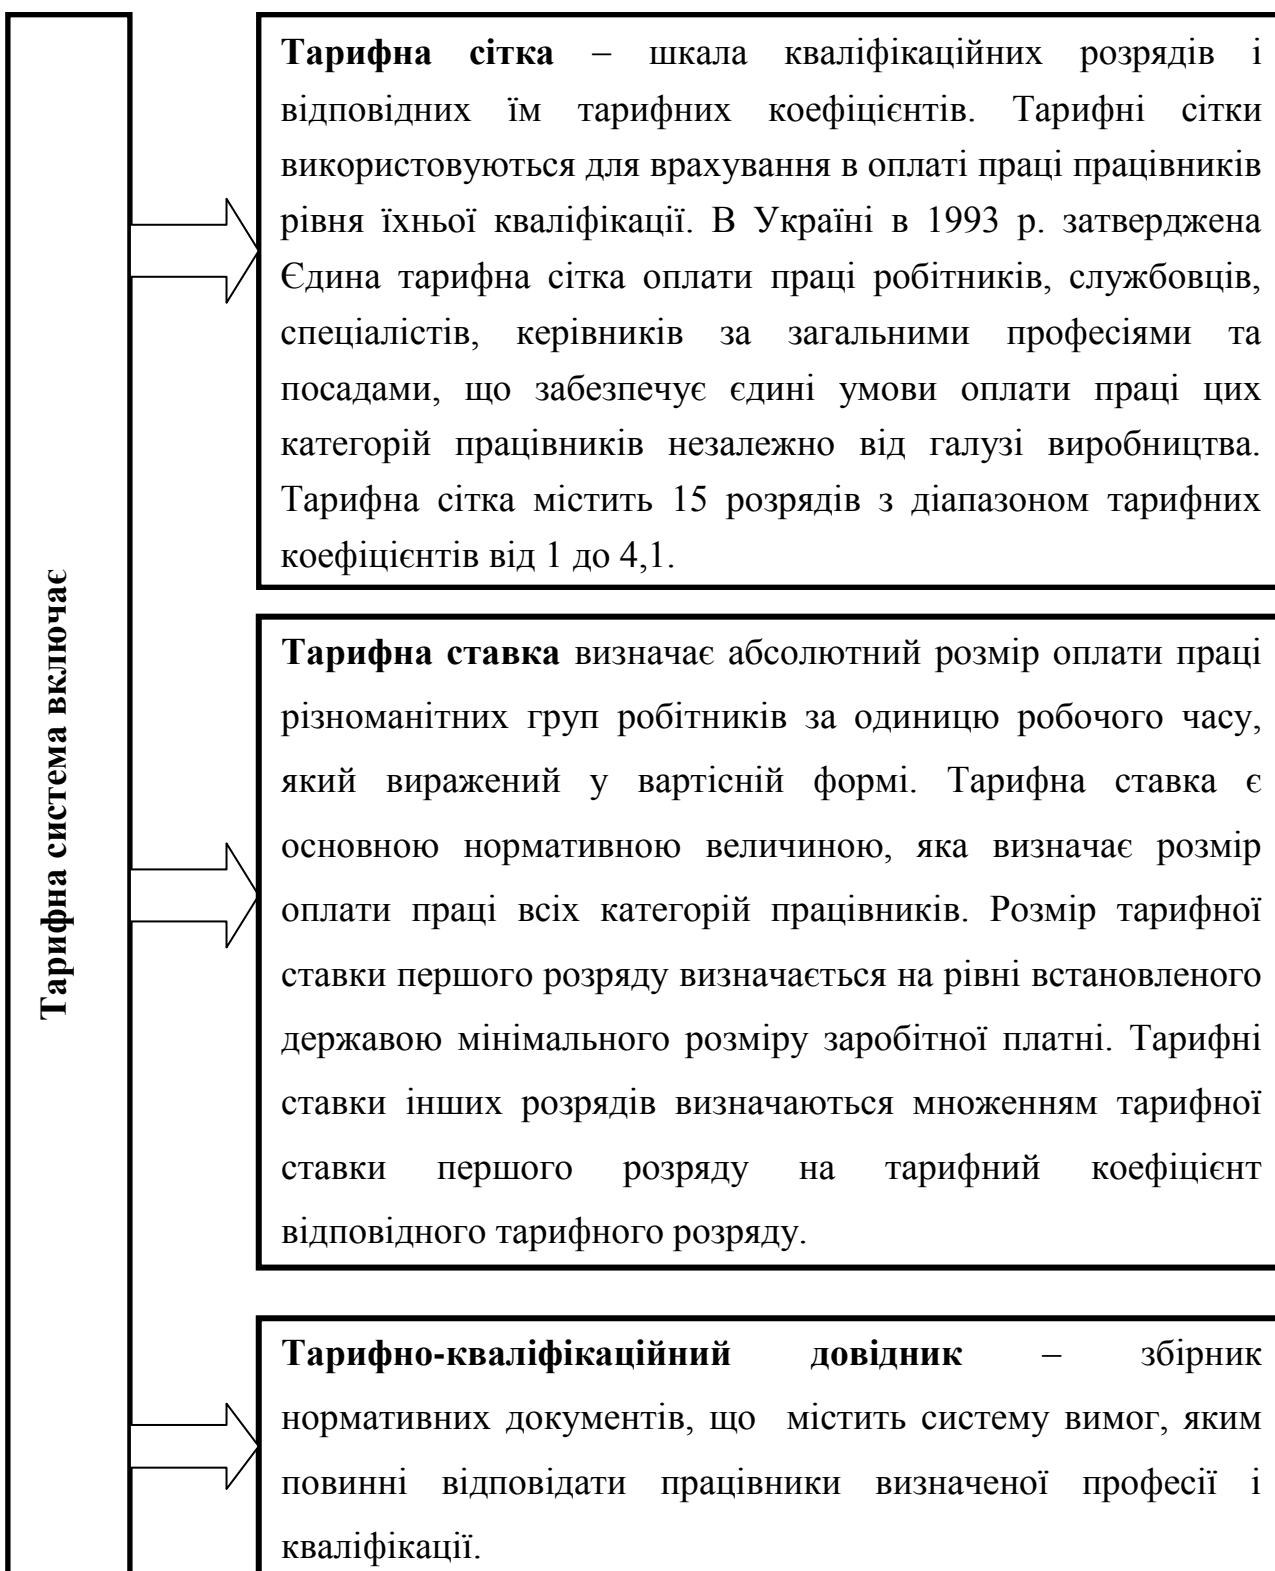 Тарифна система включає
Тарифна сітка – шкала кваліфікаційних розрядів і
відповідних їм тарифних коефіцієнтів. Тарифні сітки
використовуються для врахування в оплаті праці працівників
рівня їхньої кваліфікації. В Україні в 1993 р. затверджена
Єдина тарифна сітка оплати праці робітників, службовців,
спеціалістів, керівників за загальними професіями та
посадами, що забезпечує єдині умови оплати праці цих
категорій працівників незалежно від галузі виробництва.
Тарифна сітка містить 15 розрядів з діапазоном тарифних
коефіцієнтів від 1 до 4,1.
Тарифна ставка визначає абсолютний розмір оплати праці
різноманітних груп робітників за одиницю робочого часу,
який виражений у вартісній формі. Тарифна ставка є
основною нормативною величиною, яка визначає розмір
оплати праці всіх категорій працівників. Розмір тарифної
ставки першого розряду визначається на рівні встановленого
державою мінімального розміру заробітної платні. Тарифні
ставки інших розрядів визначаються множенням тарифної
ставки першого розряду на тарифний коефіцієнт
відповідного тарифного розряду.
Тарифно-кваліфікаційний довідник – збірник
нормативних документів, що містить систему вимог, яким
повинні відповідати працівники визначеної професії і
кваліфікації.